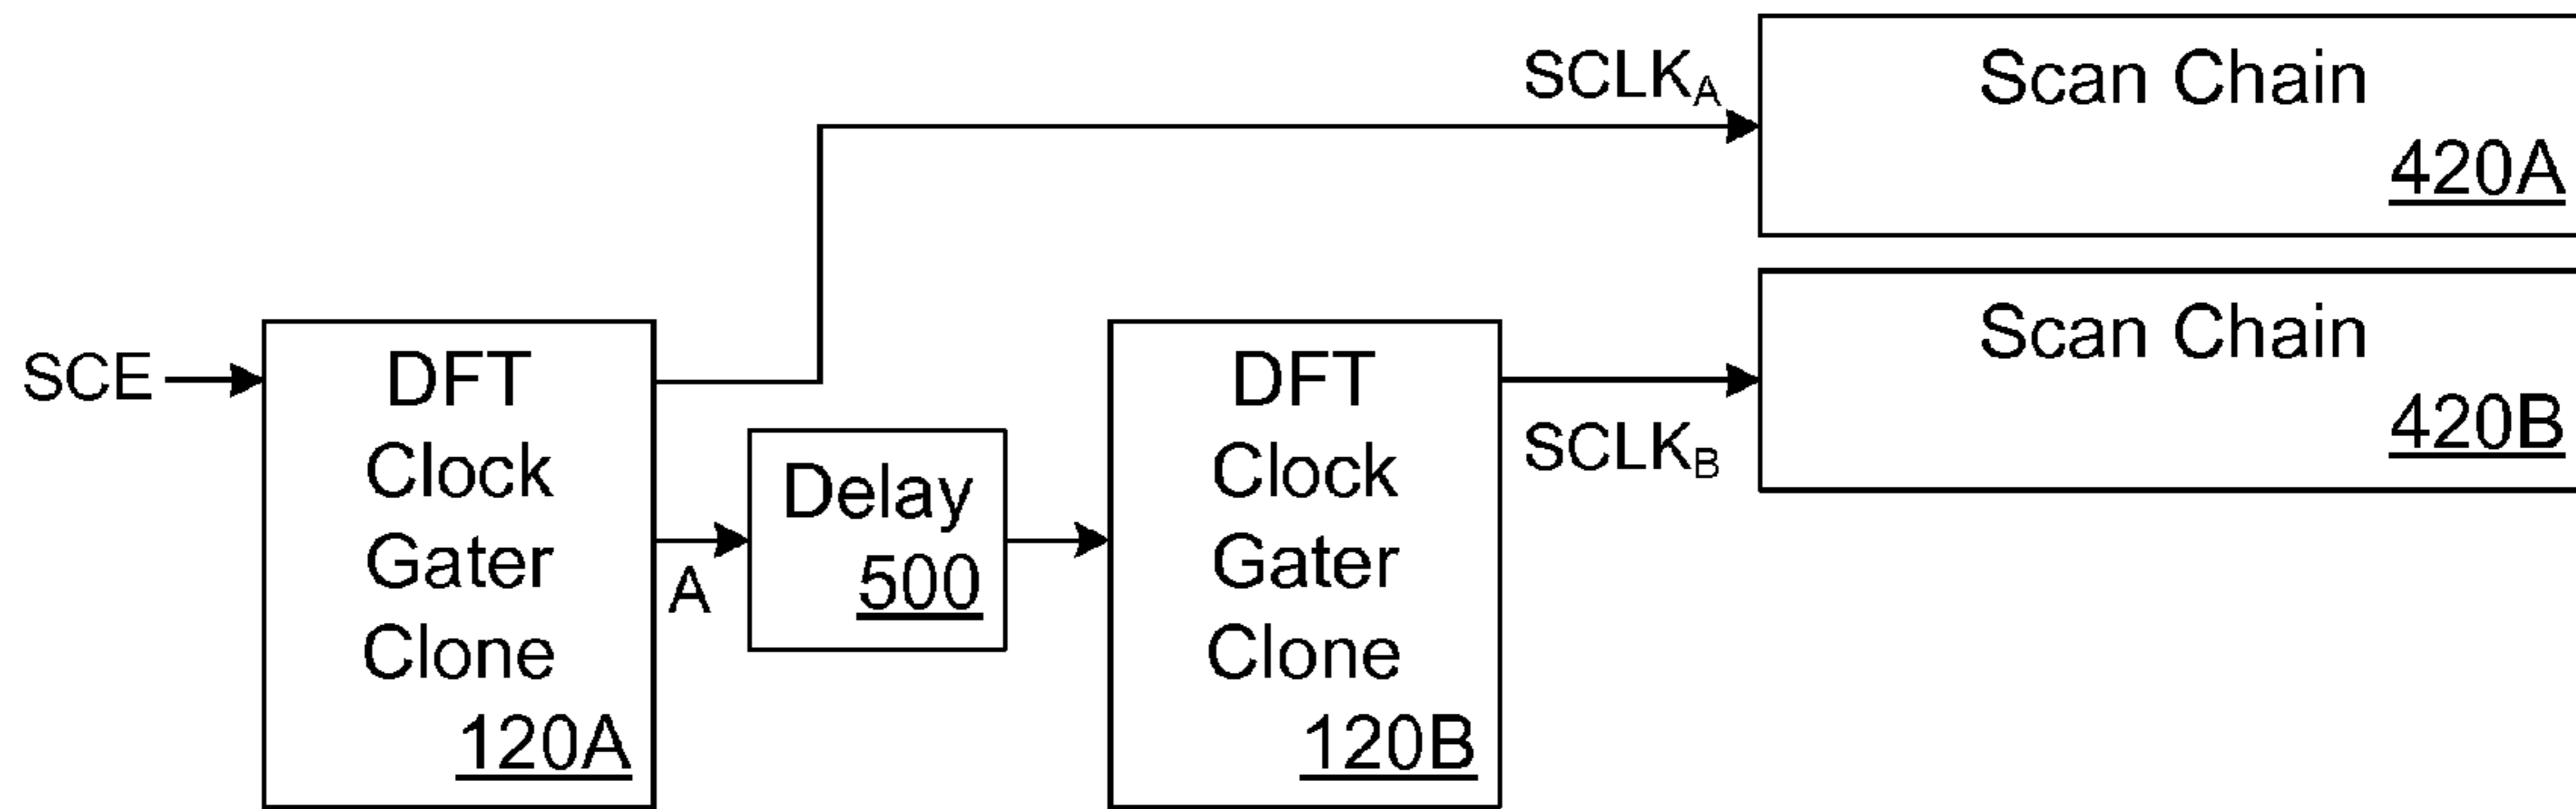 SCLKA
Scan Chain
420A
SCE
DFT
Clock
Gater
Clone
120A
A
Delay
500
DFT
Clock
Gater
Clone
120B
SCLKB
Scan Chain
420B